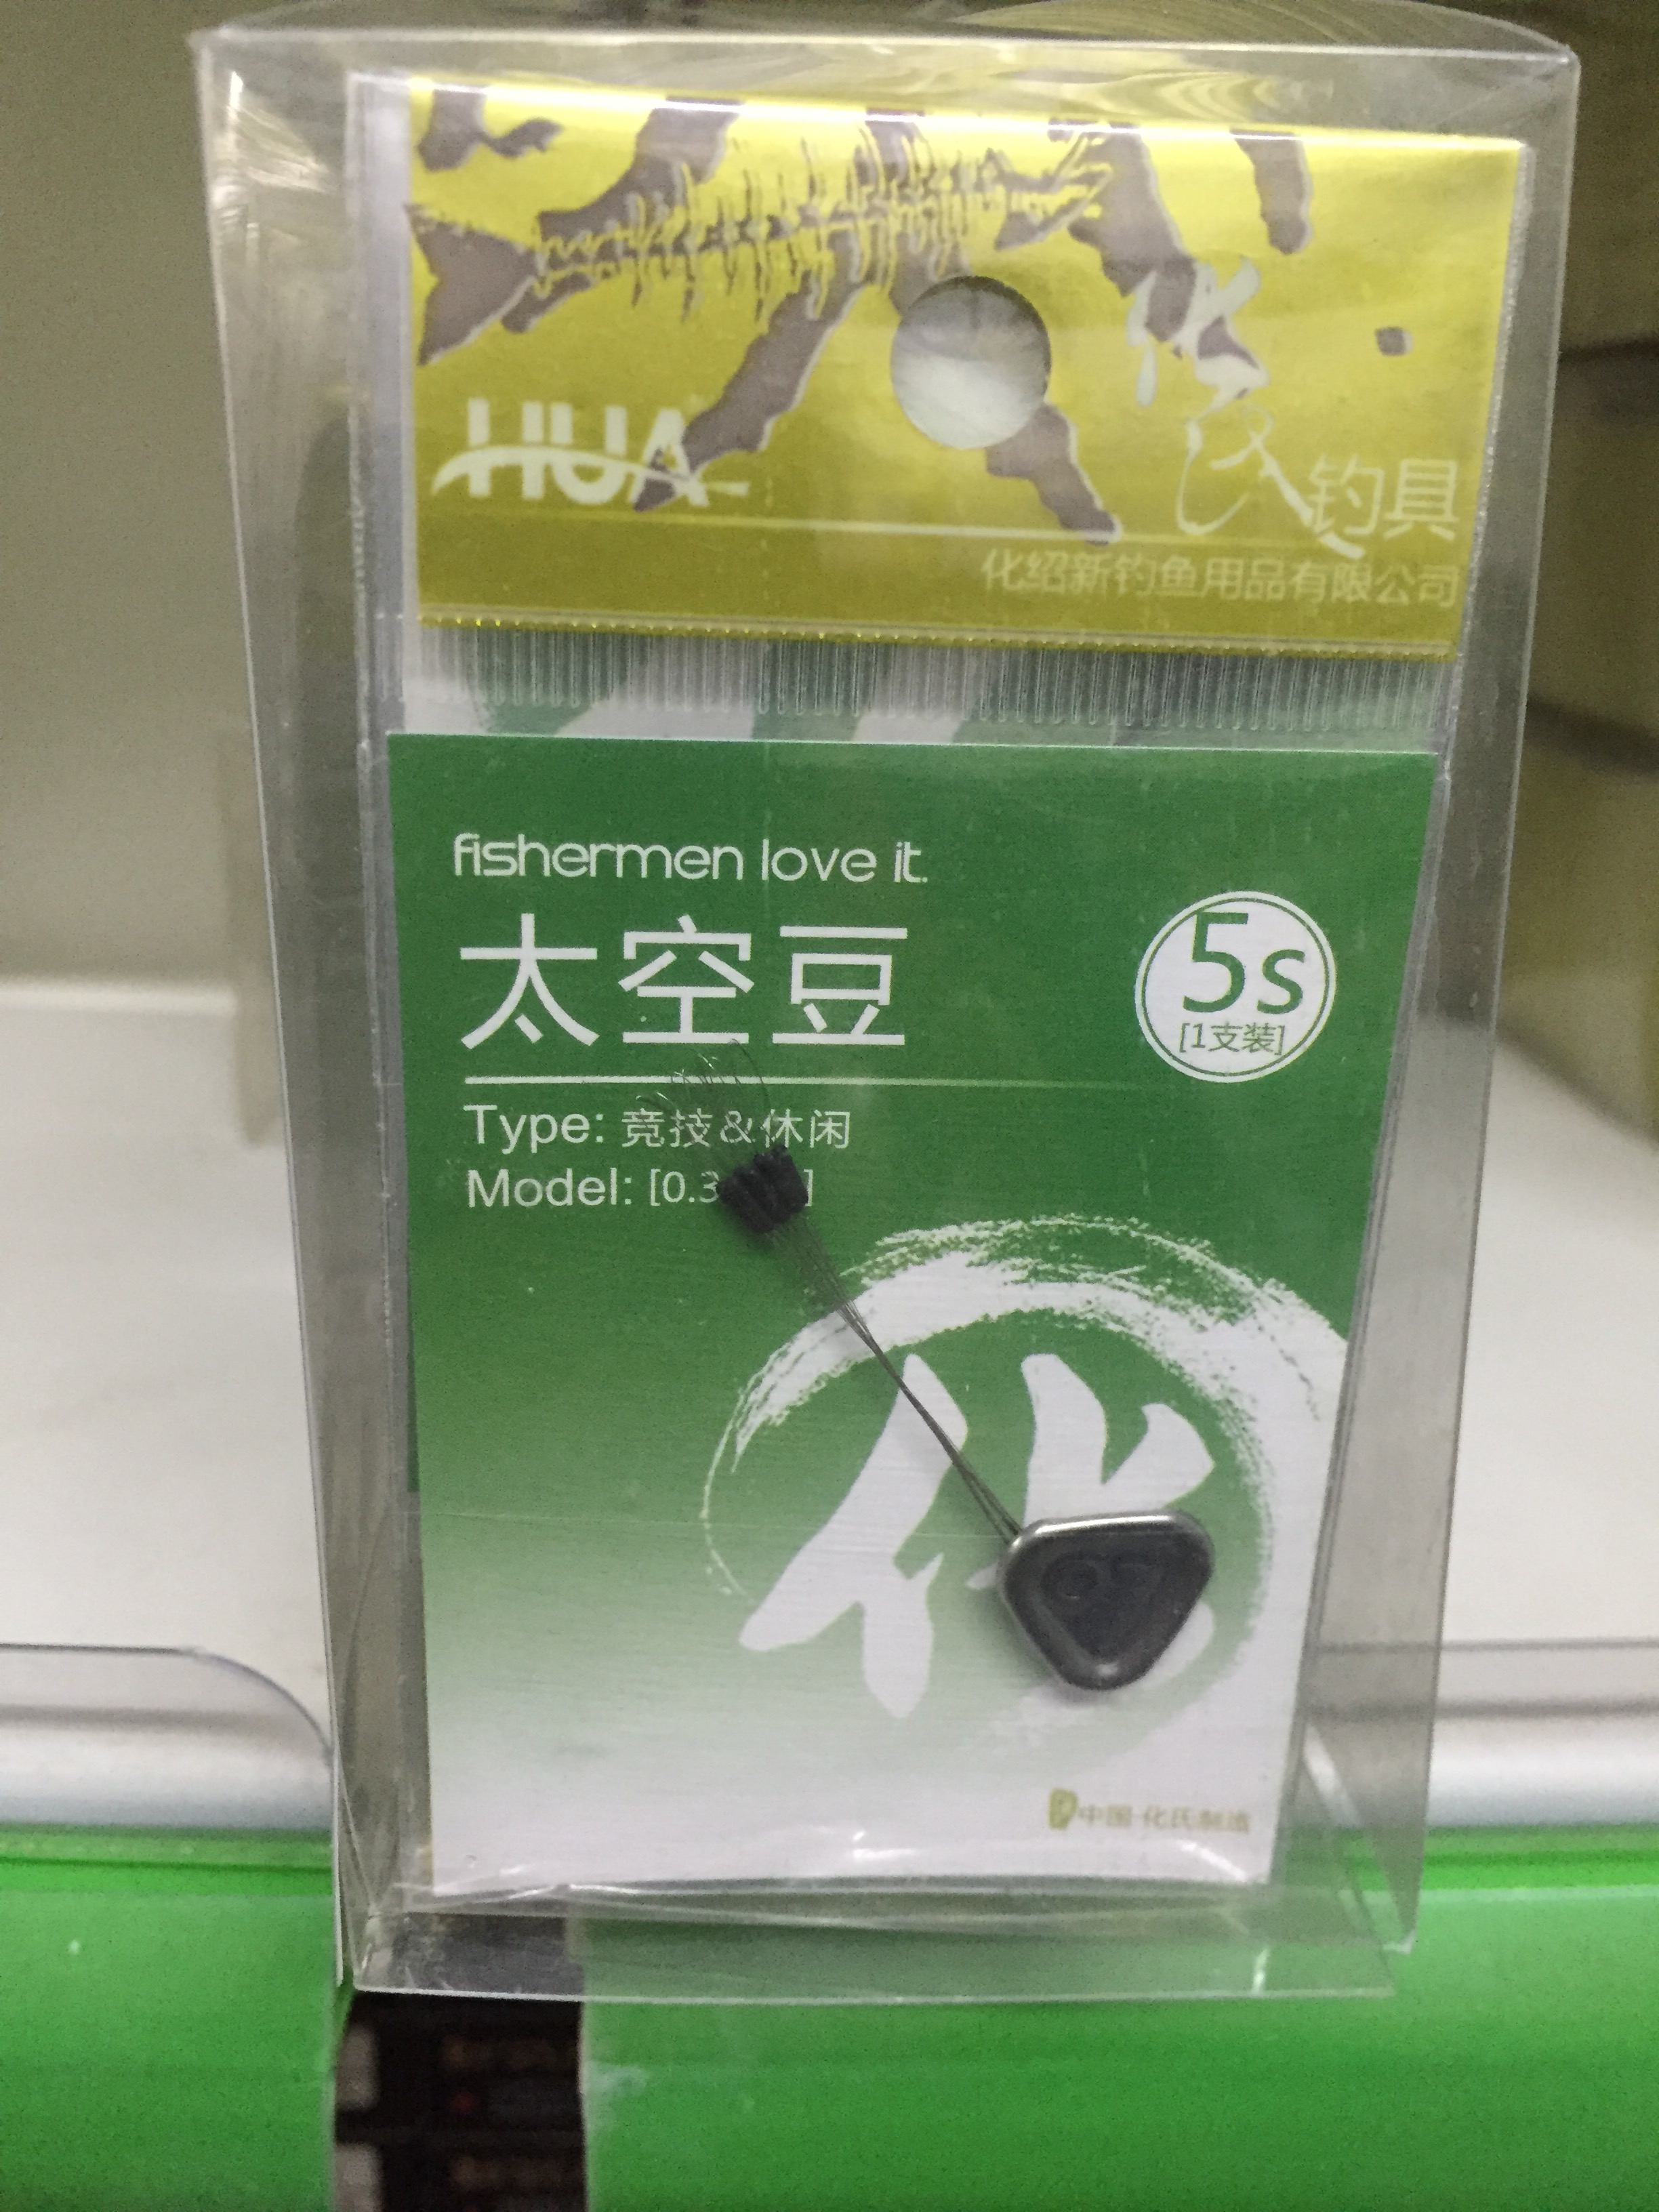 HUA
化氏钓具
化绍新钓鱼用品有限公司
fishermen love it.
太空豆
5s
[1支装]
Type: 竞技&休闲
Model: [0.3
化
中国·化氏制造